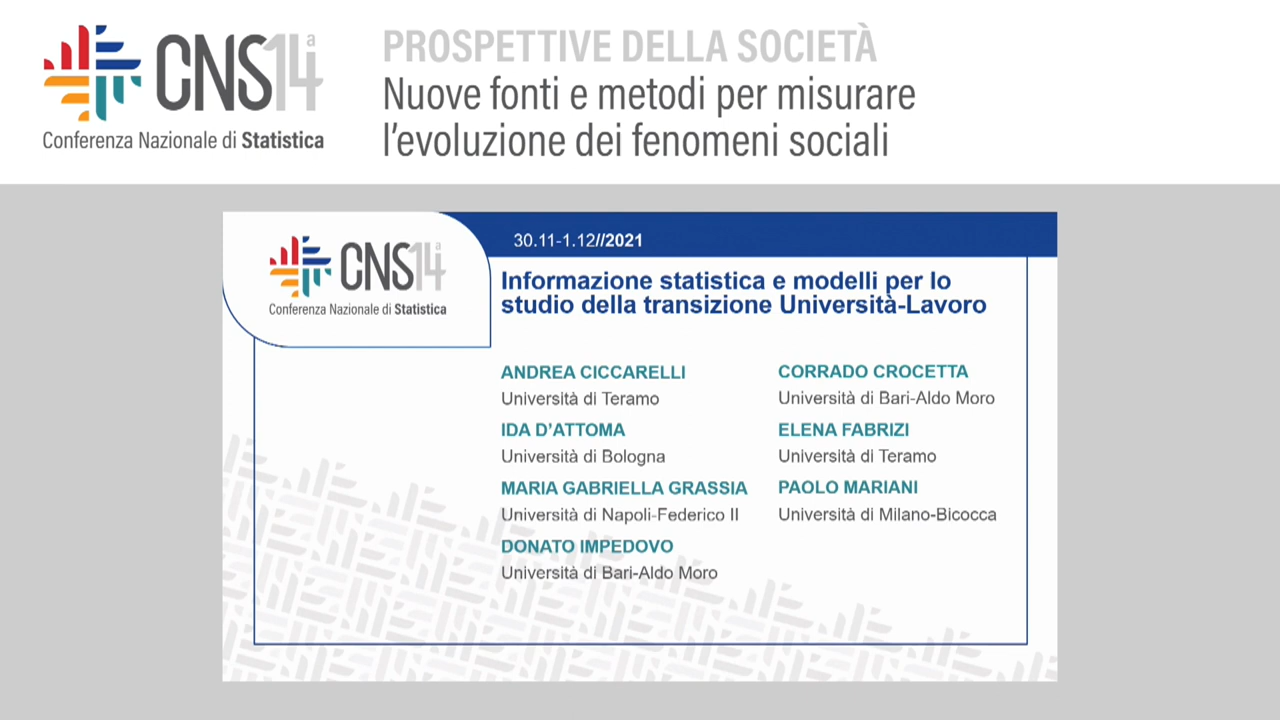 CNS14a
Conferenza Nazionale di Statistica
PROSPETTIVE DELLA SOCIETÀ
Nuove fonti e metodi per misurare
l'evoluzione dei fenomeni sociali
CNS14a
Conferenza Nazionale di Statistica
30.11-1.12//2021
Informazione statistica e modelli per lo
studio della transizione Università-Lavoro
ANDREA CICCARELLI
Università di Teramo
IDA D'ATTOMA
Università di Bologna
MARIA GABRIELLA GRASSIA
Università di Napoli-Federico II
DONATO IMPEDOVO
Università di Bari-Aldo Moro
CORRADO CROCETTA
Università di Bari-Aldo Moro
ELENA FABRIZI
Università di Teramo
PAOLO MARIANI
Università di Milano-Bicocca